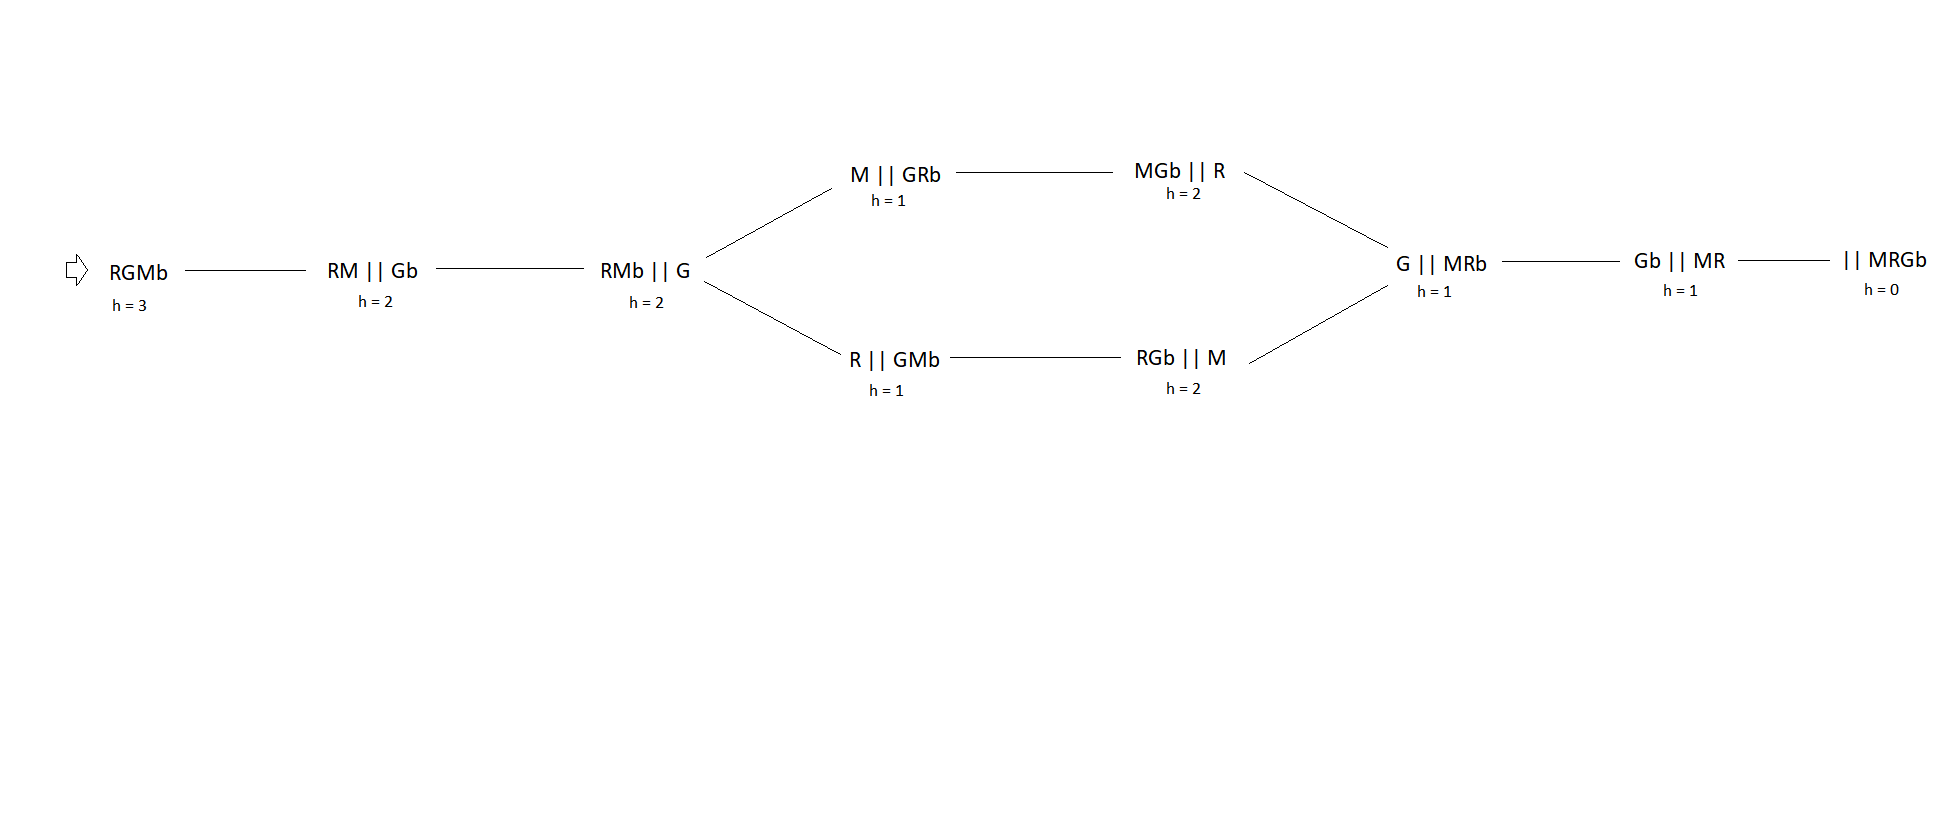 M || GRb
h = 1
MGb || R
h = 2
RGMb
h = 3
RM || Gb
h = 2
RMb || G
h = 2
G || MRb
h = 1
Gb || MR
h = 1
|| MRGb
h = 0
R || GMb
h = 1
RGb || M
h = 2